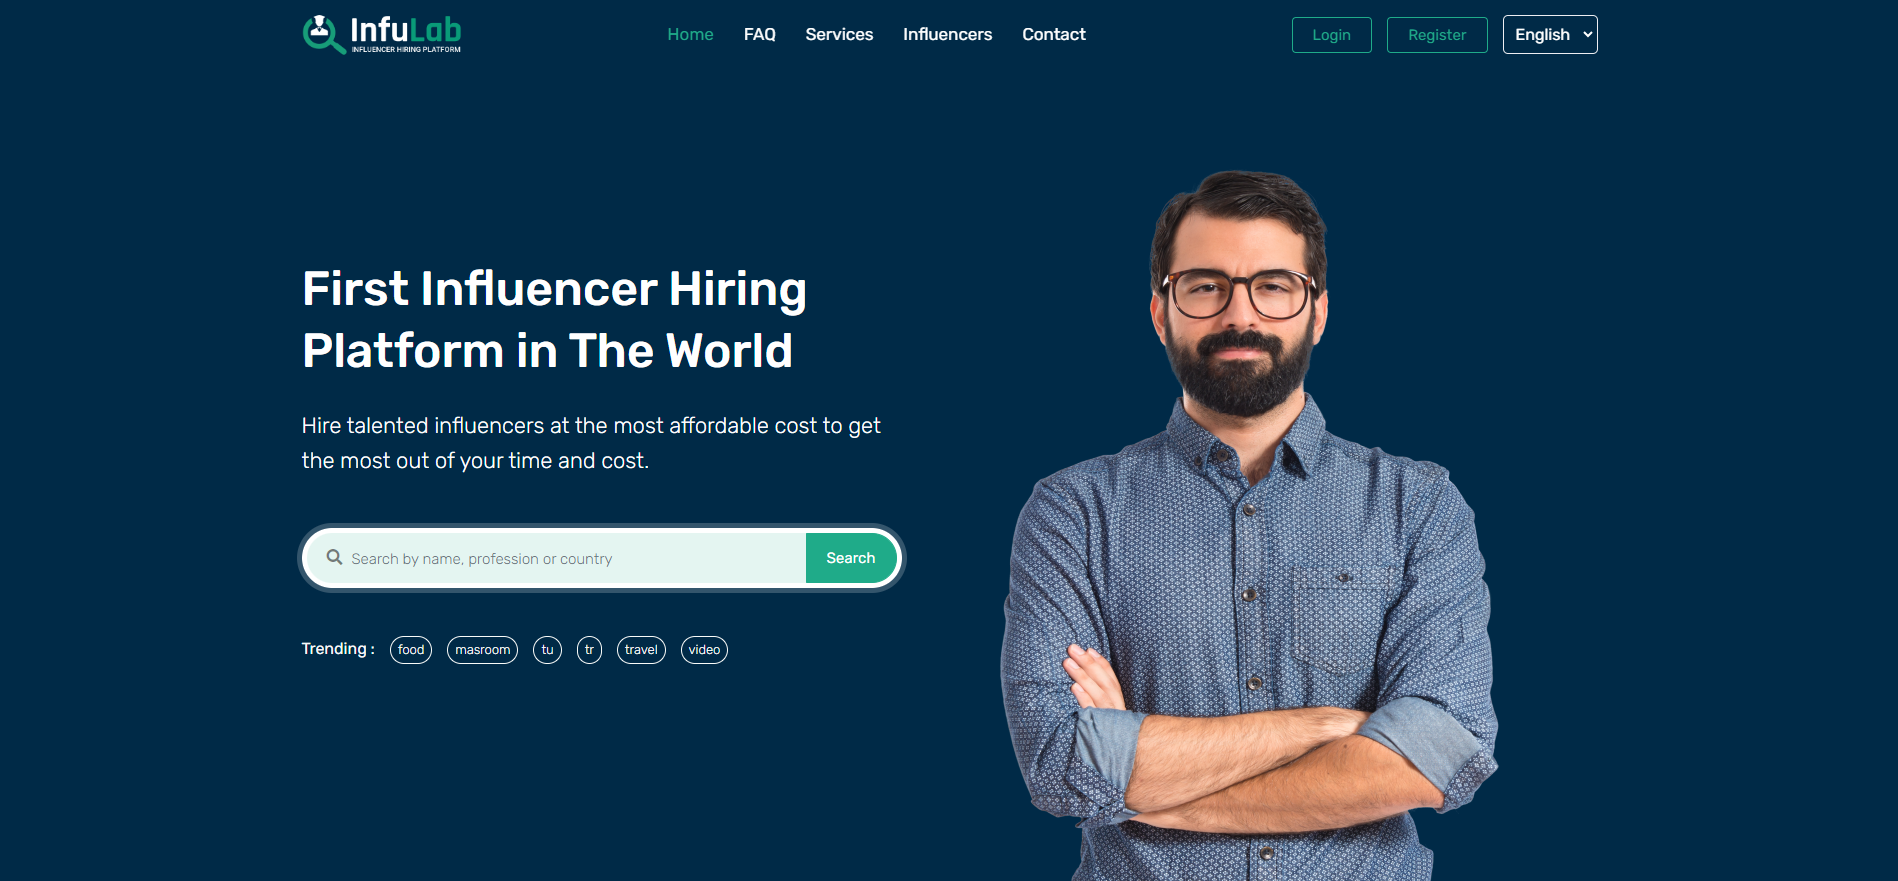 InfuLab
INFLUENCER HIRING PLATFORM
Home
FAQ
Services
Influencers
Contact
Login
Register
English
First Influencer Hiring
Platform in The World
Hire talented influencers at the most affordable cost to get
the most out of your time and cost.
Search by name, profession or country
Search
Trending :
food
masroom
tu
tr
travel
video